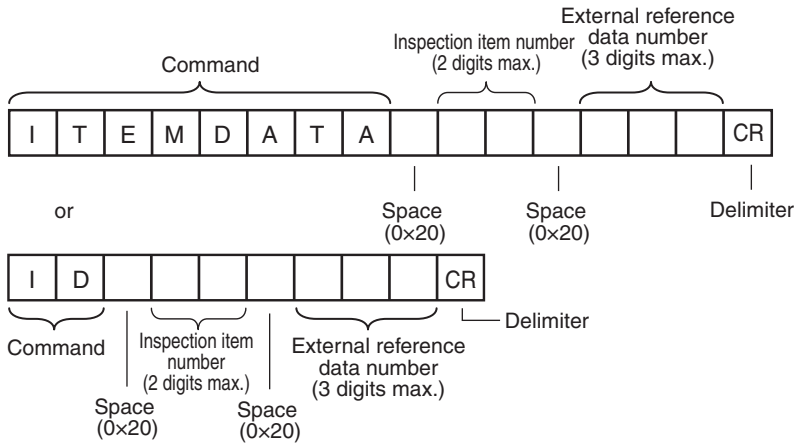 External reference
data number
(3 digits max.)
Inspection item number
(2 digits max.)
Command
I T E M D A T A CR
Space
(0×20)
Space
(0×20)
Delimiter
or
I D CR
Delimiter
Command
Inspection item
number
(2 digits max.)
External reference
data number
(3 digits max.)
Space
(0×20)
Space
(0×20)